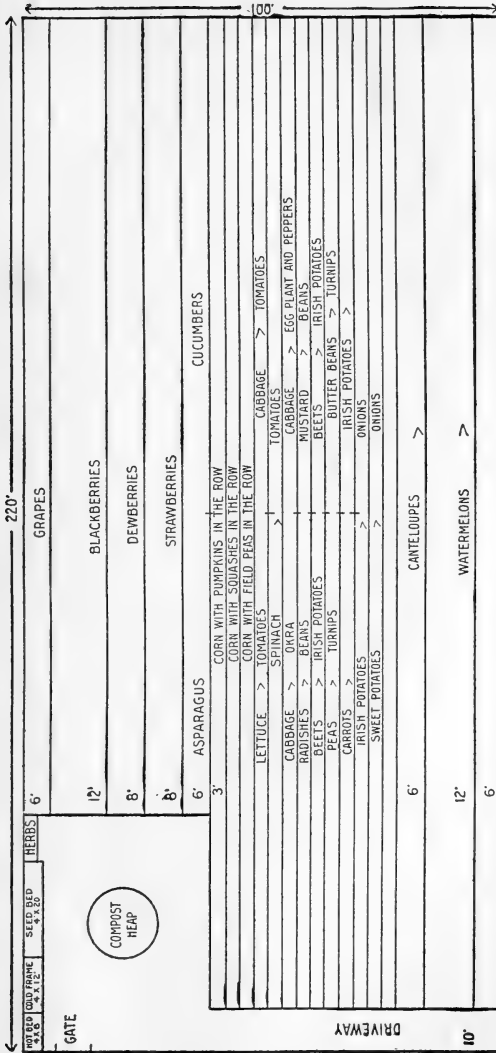 220'
100'
HOT BED
4 X 6
COLD FRAME
4 X 12'
SEED BED
4 X 20
HERBS
GATE
COMPOST
HEAP
6' GRAPES
12' BLACKBERRIES
8' DEWBERRIES
8' STRAWBERRIES
6' ASPARAGUS CUCUMBERS
3' CORN WITH PUMPKINS IN THE ROW
CORN WITH SQUASHES IN THE ROW
CORN WITH FIELD PEAS IN THE ROW
LETTUCE > TOMATOES CABBAGE > TOMATOES
SPINACH > TOMATOES
CABBAGE > OKRA CABBAGE > EGG PLANT AND PEPPERS
RADISHES > BEANS MUSTARD > BEANS
BEETS > IRISH POTATOES BEETS > IRISH POTATOES
PEAS > TURNIPS BUTTER BEANS > TURNIPS
CARROTS > IRISH POTATOES >
IRISH POTATOES > ONIONS
SWEET POTATOES > ONIONS
6' CANTELOUPES >
12' WATERMELONS >
10'
DRIVEWAY